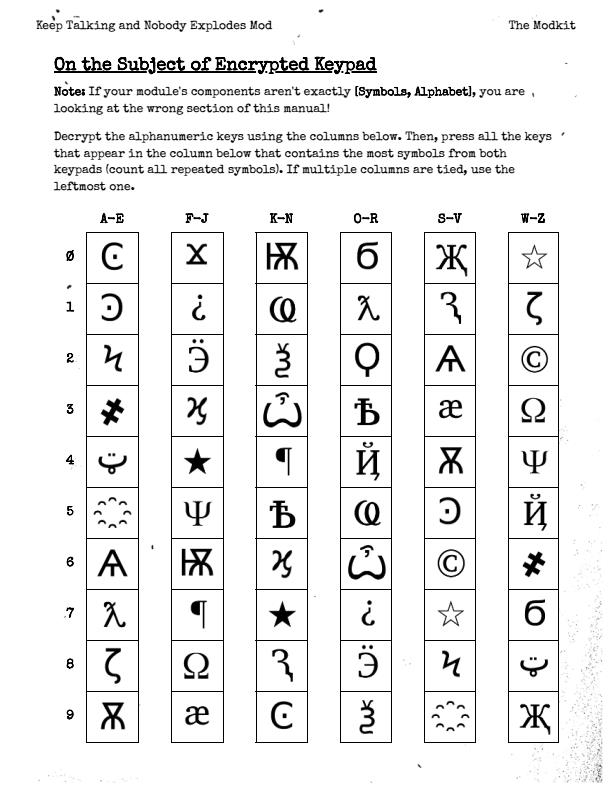 Keep Talking and Nobody Explodes Mod The Modkit
On the Subject of Encrypted Keypad
Note: If your module's components aren't exactly [Symbols, Alphabet], you are
looking at the wrong section of this manual!
Decrypt the alphanumeric keys using the columns below. Then, press all the keys
that appear in the column below that contains the most symbols from both
keypads (count all repeated symbols). If multiple columns are tied, use the
leftmost one.
A-E F-J K-N O-R S-V W-Z
0 Ͼ x Ѭ б Җ ☆
1 Ͽ ¿ Ҩ ƛ Ʒ ζ
2 Ϟ Ӭ Ѯ Ϙ Ѧ ©
3 ҂ ϗ Ѽ Ѣ æ Ω
4 ټ ★ ¶ Ҋ Ѫ Ψ
5 ҈ Ψ Ѣ Ҩ Ͽ Ҋ
6 Ѧ Ѭ ϗ Ѽ © ҂
7 ƛ ¶ ★ ¿ ☆ б
8 ζ Ω Ʒ Ӭ Ϟ ټ
9 Ѫ æ Ͼ Ѯ ҈ Җ